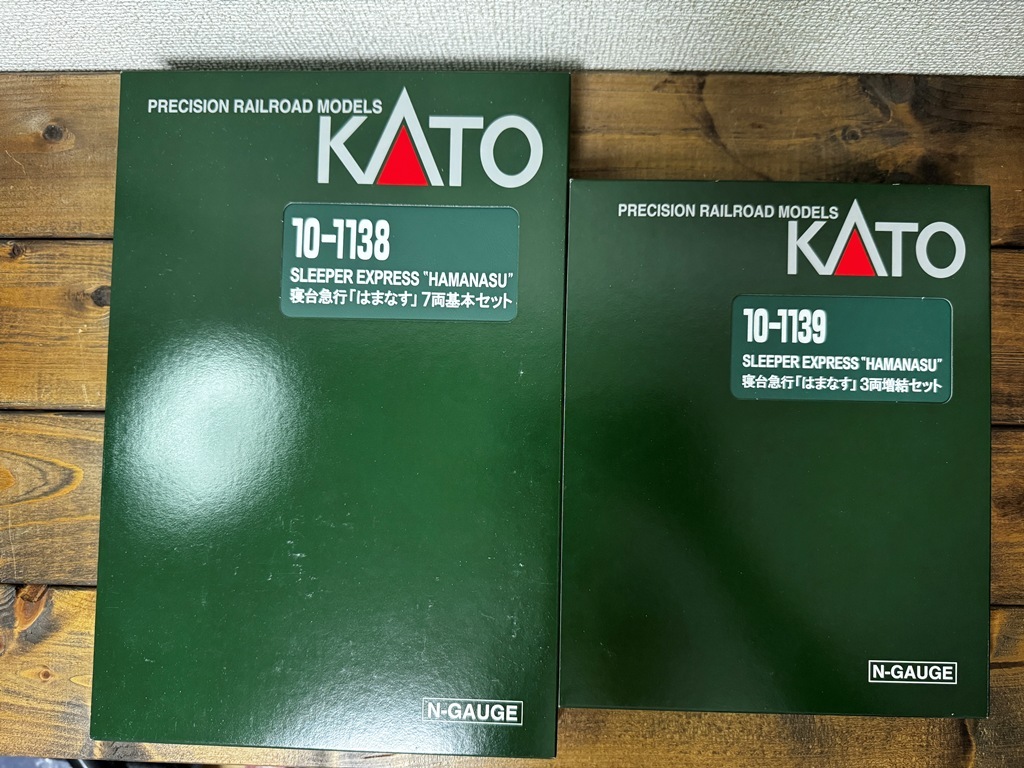 PRECISION RAILROAD MODELS
KATO
10-1138
SLEEPER EXPRESS "HAMANASU"
寝台急行「はまなす」7両基本セット
N-GAUGE
PRECISION RAILROAD MODELS
KATO
10-1139
SLEEPER EXPRESS "HAMANASU"
寝台急行「はまなす」3両増結セット
N-GAUGE